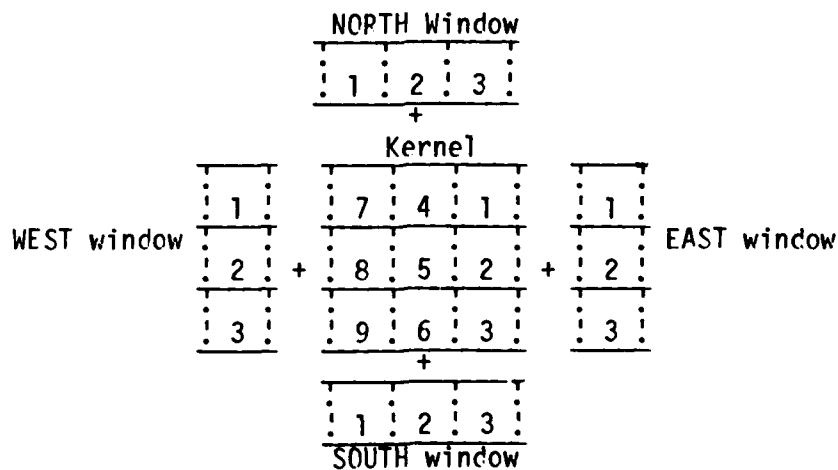 NORTH Window
1 2 3
+
Kernel
1 7 4 1 1
WEST window EAST window
2 + 8 5 2 + 2
3 9 6 3 3
+
1 2 3
SOUTH window